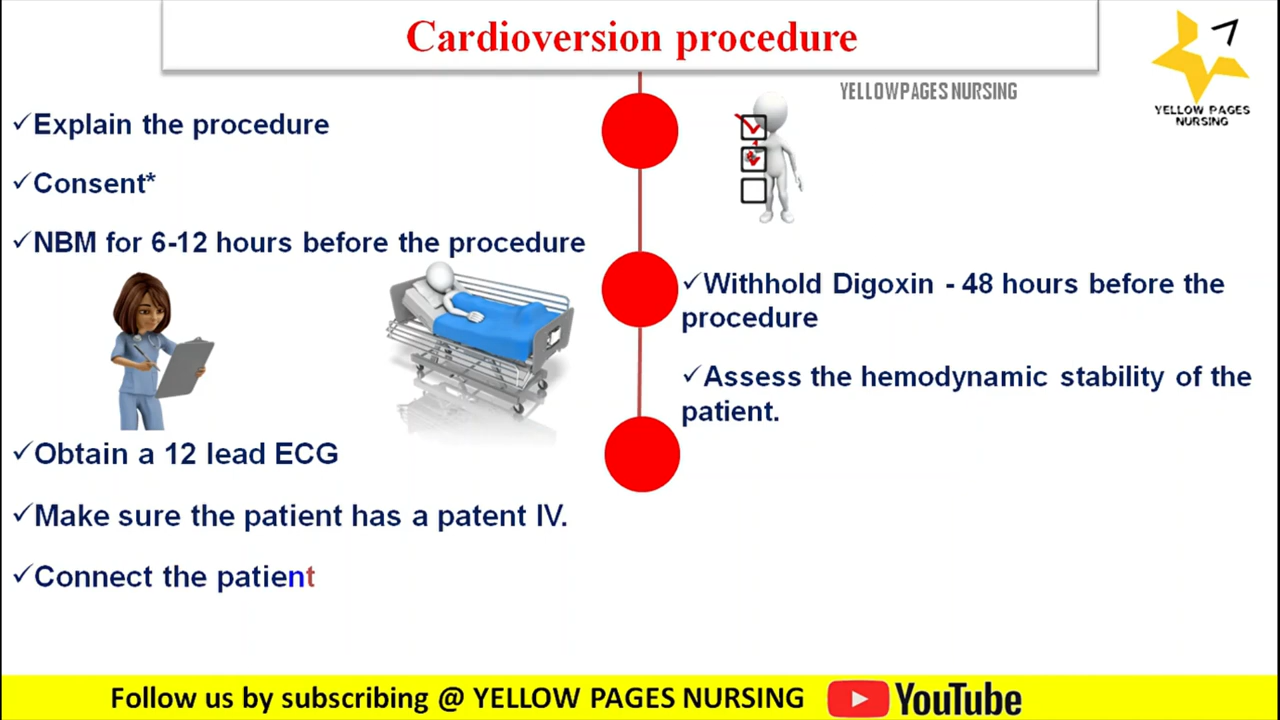 Cardioversion procedure
YELLOWPAGES NURSING
YELLOW PAGES
NURSING
✓Explain the procedure
✓Consent*
✓NBM for 6-12 hours before the procedure
✓Withhold Digoxin - 48 hours before the
procedure
✓Assess the hemodynamic stability of the
patient.
✓Obtain a 12 lead ECG
✓Make sure the patient has a patent IV.
✓Connect the patient
Follow us by subscribing @ YELLOW PAGES NURSING YouTube